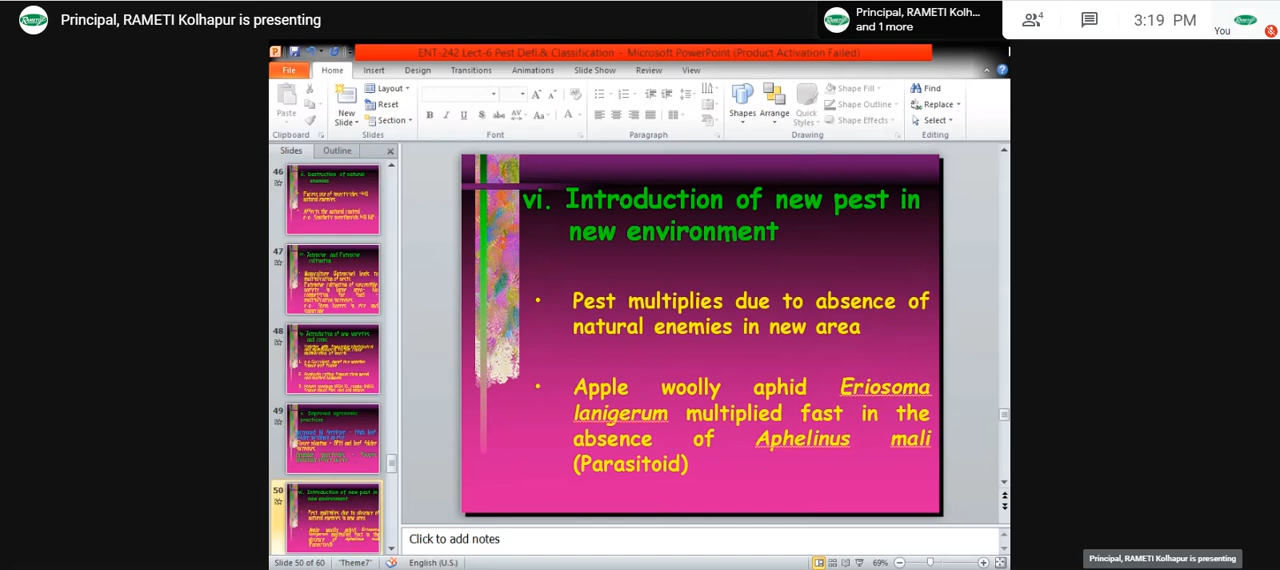 Principal, RAMETI Kolhapur is presenting
Principal, RAMETI Kolh...
and 1 more
4
3:19 PM
You
ENT-242 Lect-6 Pest Defi.& Classification - Microsoft PowerPoint (Product Activation Failed)
File Home Insert Design Transitions Animations Slide Show Review View
Paste
New
Slide
Layout
Reset
Section
Shapes Arrange Quick
Styles
Shape Fill
Shape Outline
Shape Effects
Find
Replace
Select
Clipboard Slides Font Paragraph Drawing Editing
Slides Outline
46
47
48
49
50
vi. Introduction of new pest in
new environment
• Pest multiplies due to absence of
natural enemies in new area
• Apple woolly aphid Eriosoma
lanigerum multiplied fast in the
absence of Aphelinus mali
(Parasitoid)
Click to add notes
Slide 50 of 60 "Theme7" English (U.S.) 69%
Principal, RAMETI Kolhapur is presenting